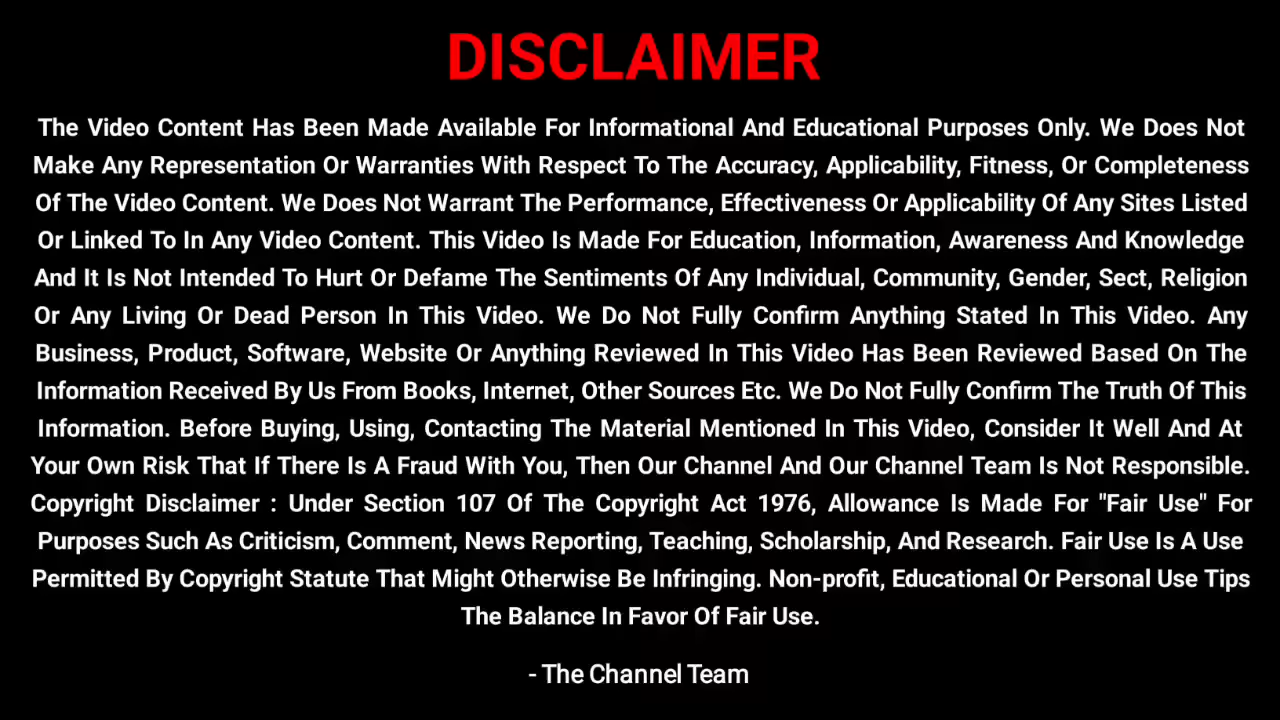 DISCLAIMER
The Video Content Has Been Made Available For Informational And Educational Purposes Only. We Does Not
Make Any Representation Or Warranties With Respect To The Accuracy, Applicability, Fitness, Or Completeness
Of The Video Content. We Does Not Warrant The Performance, Effectiveness Or Applicability Of Any Sites Listed
Or Linked To In Any Video Content. This Video Is Made For Education, Information, Awareness And Knowledge
And It Is Not Intended To Hurt Or Defame The Sentiments Of Any Individual, Community, Gender, Sect, Religion
Or Any Living Or Dead Person In This Video. We Do Not Fully Confirm Anything Stated In This Video. Any
Business, Product, Software, Website Or Anything Reviewed In This Video Has Been Reviewed Based On The
Information Received By Us From Books, Internet, Other Sources Etc. We Do Not Fully Confirm The Truth Of This
Information. Before Buying, Using, Contacting The Material Mentioned In This Video, Consider It Well And At
Your Own Risk That If There Is A Fraud With You, Then Our Channel And Our Channel Team Is Not Responsible.
Copyright Disclaimer : Under Section 107 Of The Copyright Act 1976, Allowance Is Made For "Fair Use" For
Purposes Such As Criticism, Comment, News Reporting, Teaching, Scholarship, And Research. Fair Use Is A Use
Permitted By Copyright Statute That Might Otherwise Be Infringing. Non-profit, Educational Or Personal Use Tips
The Balance In Favor Of Fair Use.
- The Channel Team